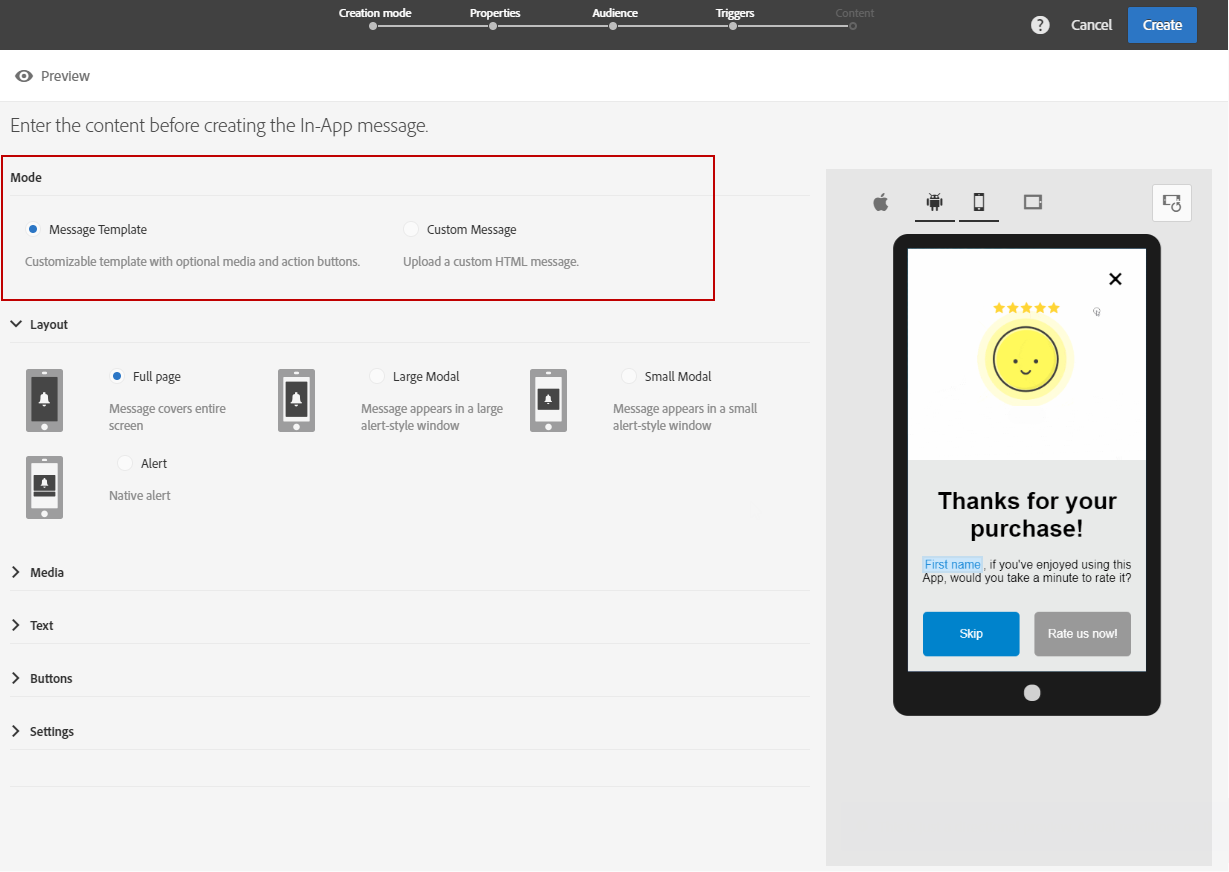 Creation mode
Properties
Audience
Triggers
Content
?
Cancel
Create
Preview
Enter the content before creating the In-App message.
Mode
Message Template
Customizable template with optional media and action buttons.
Custom Message
Upload a custom HTML message.
Layout
Full page
Message covers entire
screen
Large Modal
Message appears in a large
alert-style window
Small Modal
Message appears in a small
alert-style window
Alert
Native alert
Media
Text
Buttons
Settings
Thanks for your
purchase!
First name, if you've enjoyed using this
App, would you take a minute to rate it?
Skip
Rate us now!